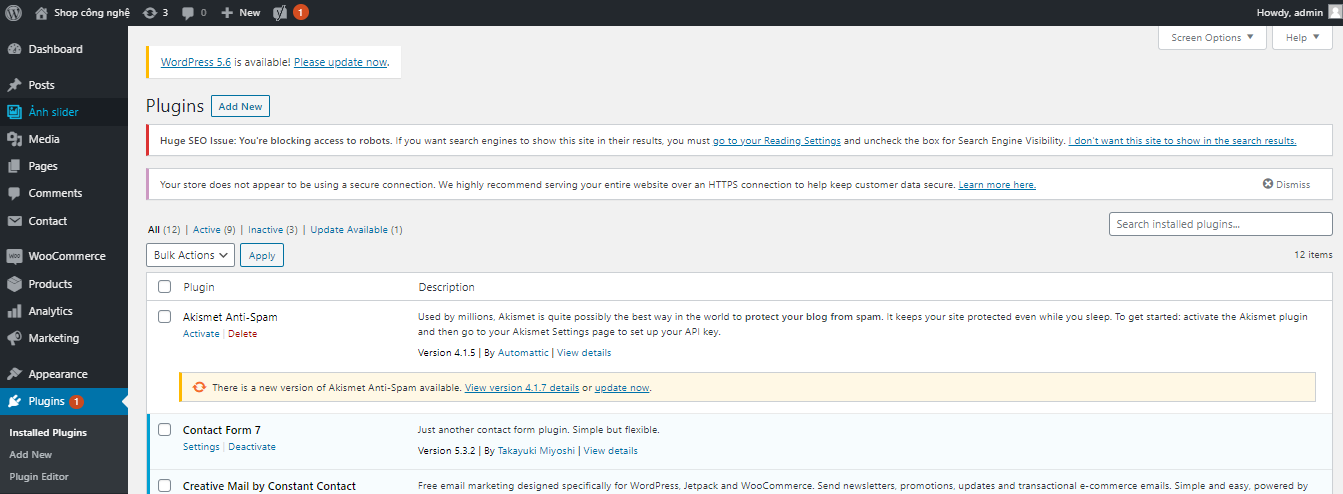 Shop công nghệ 3 0 New 1 Howdy, admin
Screen Options Help
Dashboard
Posts
Ảnh slider
Media
Pages
Comments
Contact
WooCommerce
Products
Analytics
Marketing
Appearance
Plugins 1
Installed Plugins
Add New
Plugin Editor
WordPress 5.6 is available! Please update now.
Plugins Add New
Huge SEO Issue: You're blocking access to robots. If you want search engines to show this site in their results, you must go to your Reading Settings and uncheck the box for Search Engine Visibility. I don't want this site to show in the search results.
Your store does not appear to be using a secure connection. We highly recommend serving your entire website over an HTTPS connection to help keep customer data secure. Learn more here. Dismiss
All (12) | Active (9) | Inactive (3) | Update Available (1)
Search installed plugins...
Bulk Actions Apply
12 items
Plugin Description
Akismet Anti-Spam
Activate | Delete
Used by millions, Akismet is quite possibly the best way in the world to protect your blog from spam. It keeps your site protected even while you sleep. To get started: activate the Akismet plugin
and then go to your Akismet Settings page to set up your API key.
Version 4.1.5 | By Automattic | View details
There is a new version of Akismet Anti-Spam available. View version 4.1.7 details or update now.
Contact Form 7
Settings | Deactivate
Just another contact form plugin. Simple but flexible.
Version 5.3.2 | By Takayuki Miyoshi | View details
Creative Mail by Constant Contact
Free email marketing designed specifically for WordPress, Jetpack and WooCommerce. Send newsletters, promotions, updates and transactional e-commerce emails. Simple and easy, powered by